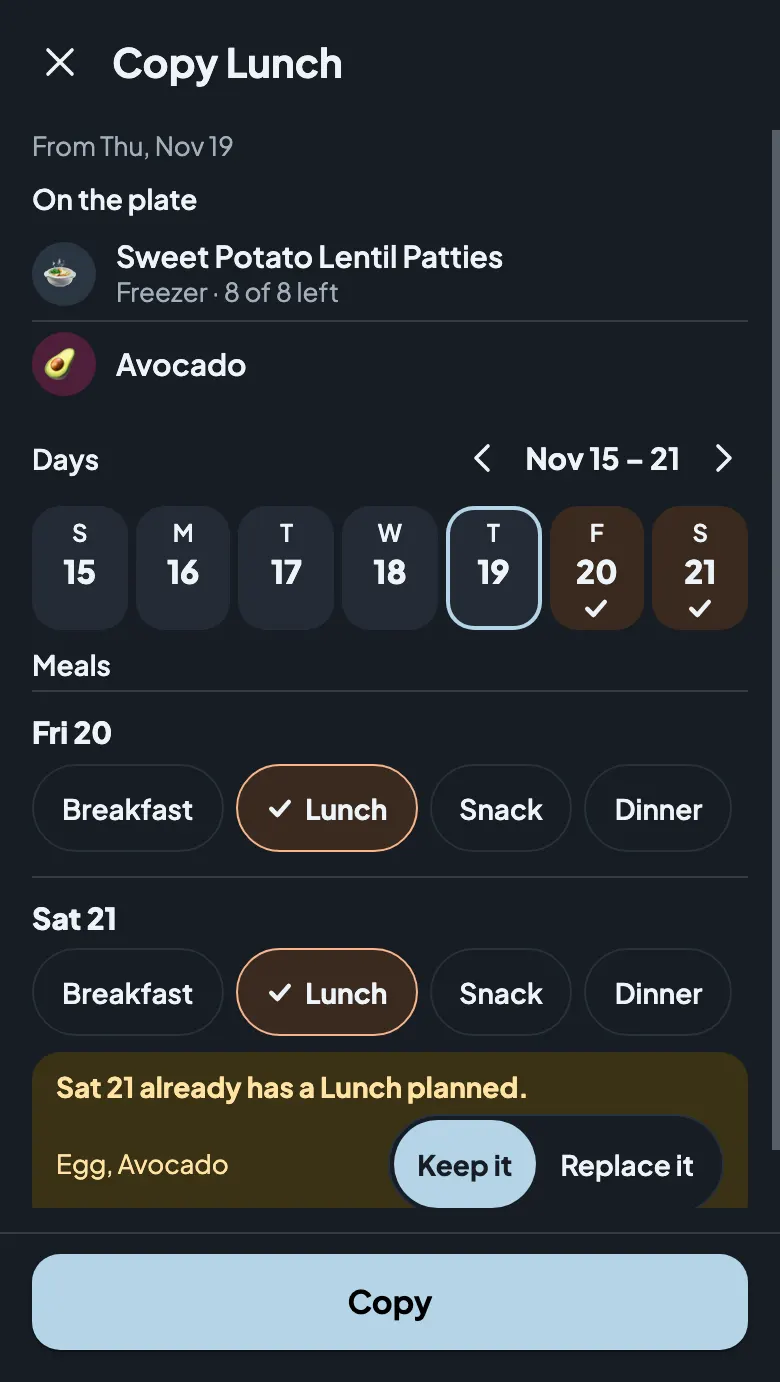 Copy Lunch
From Thu, Nov 19
On the plate
Sweet Potato Lentil Patties
Freezer · 8 of 8 left
Avocado
Days
Nov 15 – 21
S M T W T F S
15 16 17 18 19 20 21
Meals
Fri 20
Breakfast Lunch Snack Dinner
Sat 21
Breakfast Lunch Snack Dinner
Sat 21 already has a Lunch planned.
Egg, Avocado Keep it Replace it
Copy